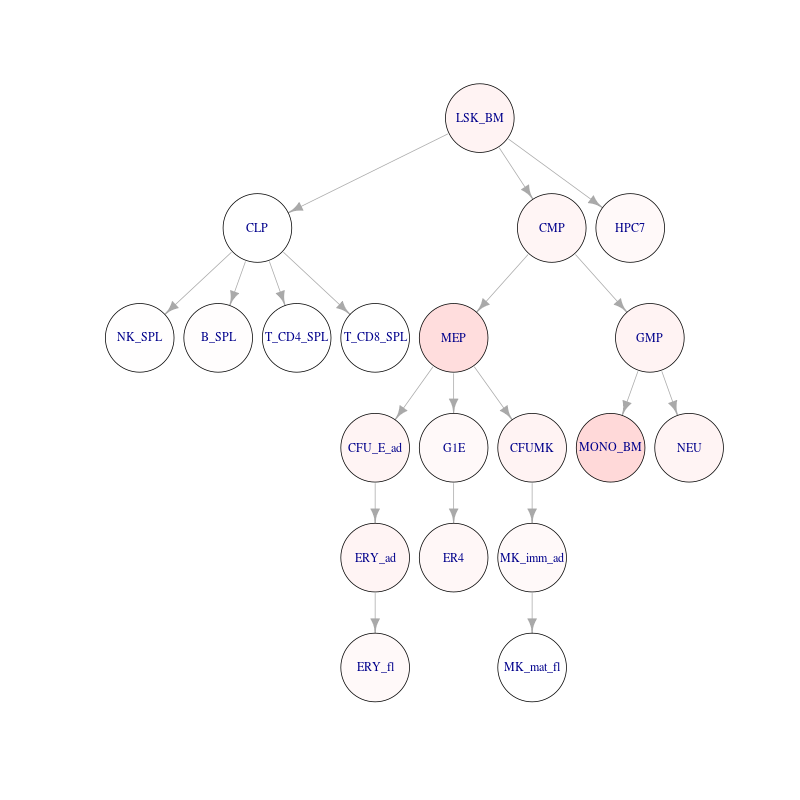 LSK_BM
CLP
CMP
HPC7
NK_SPL
B_SPL
T_CD4_SPL
T_CD8_SPL
MEP
GMP
CFU_E_ad
G1E
CFUMK
MONO_BM
NEU
ERY_ad
ER4
MK_imm_ad
ERY_fl
MK_mat_fl